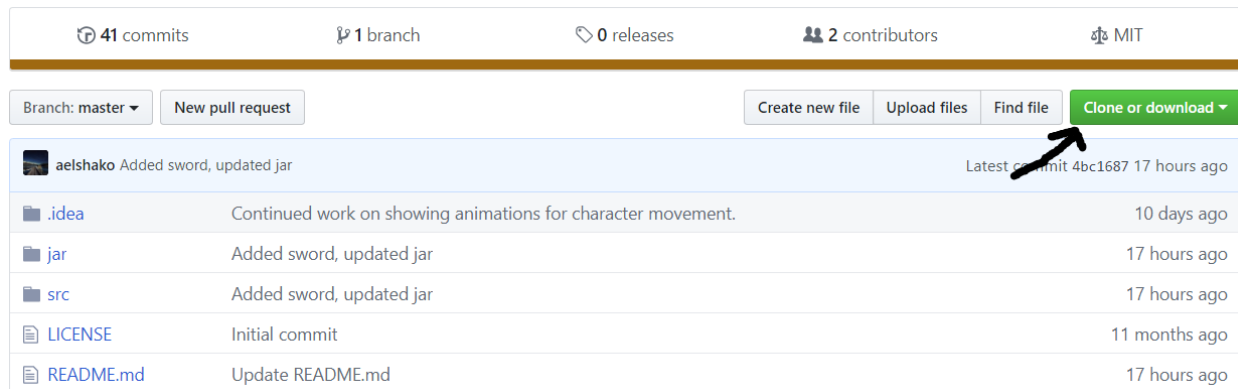 41 commits 1 branch 0 releases 2 contributors MIT
Branch: master New pull request Create new file Upload files Find file Clone or download
aelshako Added sword, updated jar Latest commit 4bc1687 17 hours ago
.idea Continued work on showing animations for character movement. 10 days ago
jar Added sword, updated jar 17 hours ago
src Added sword, updated jar 17 hours ago
LICENSE Initial commit 11 months ago
README.md Update README.md 17 hours ago